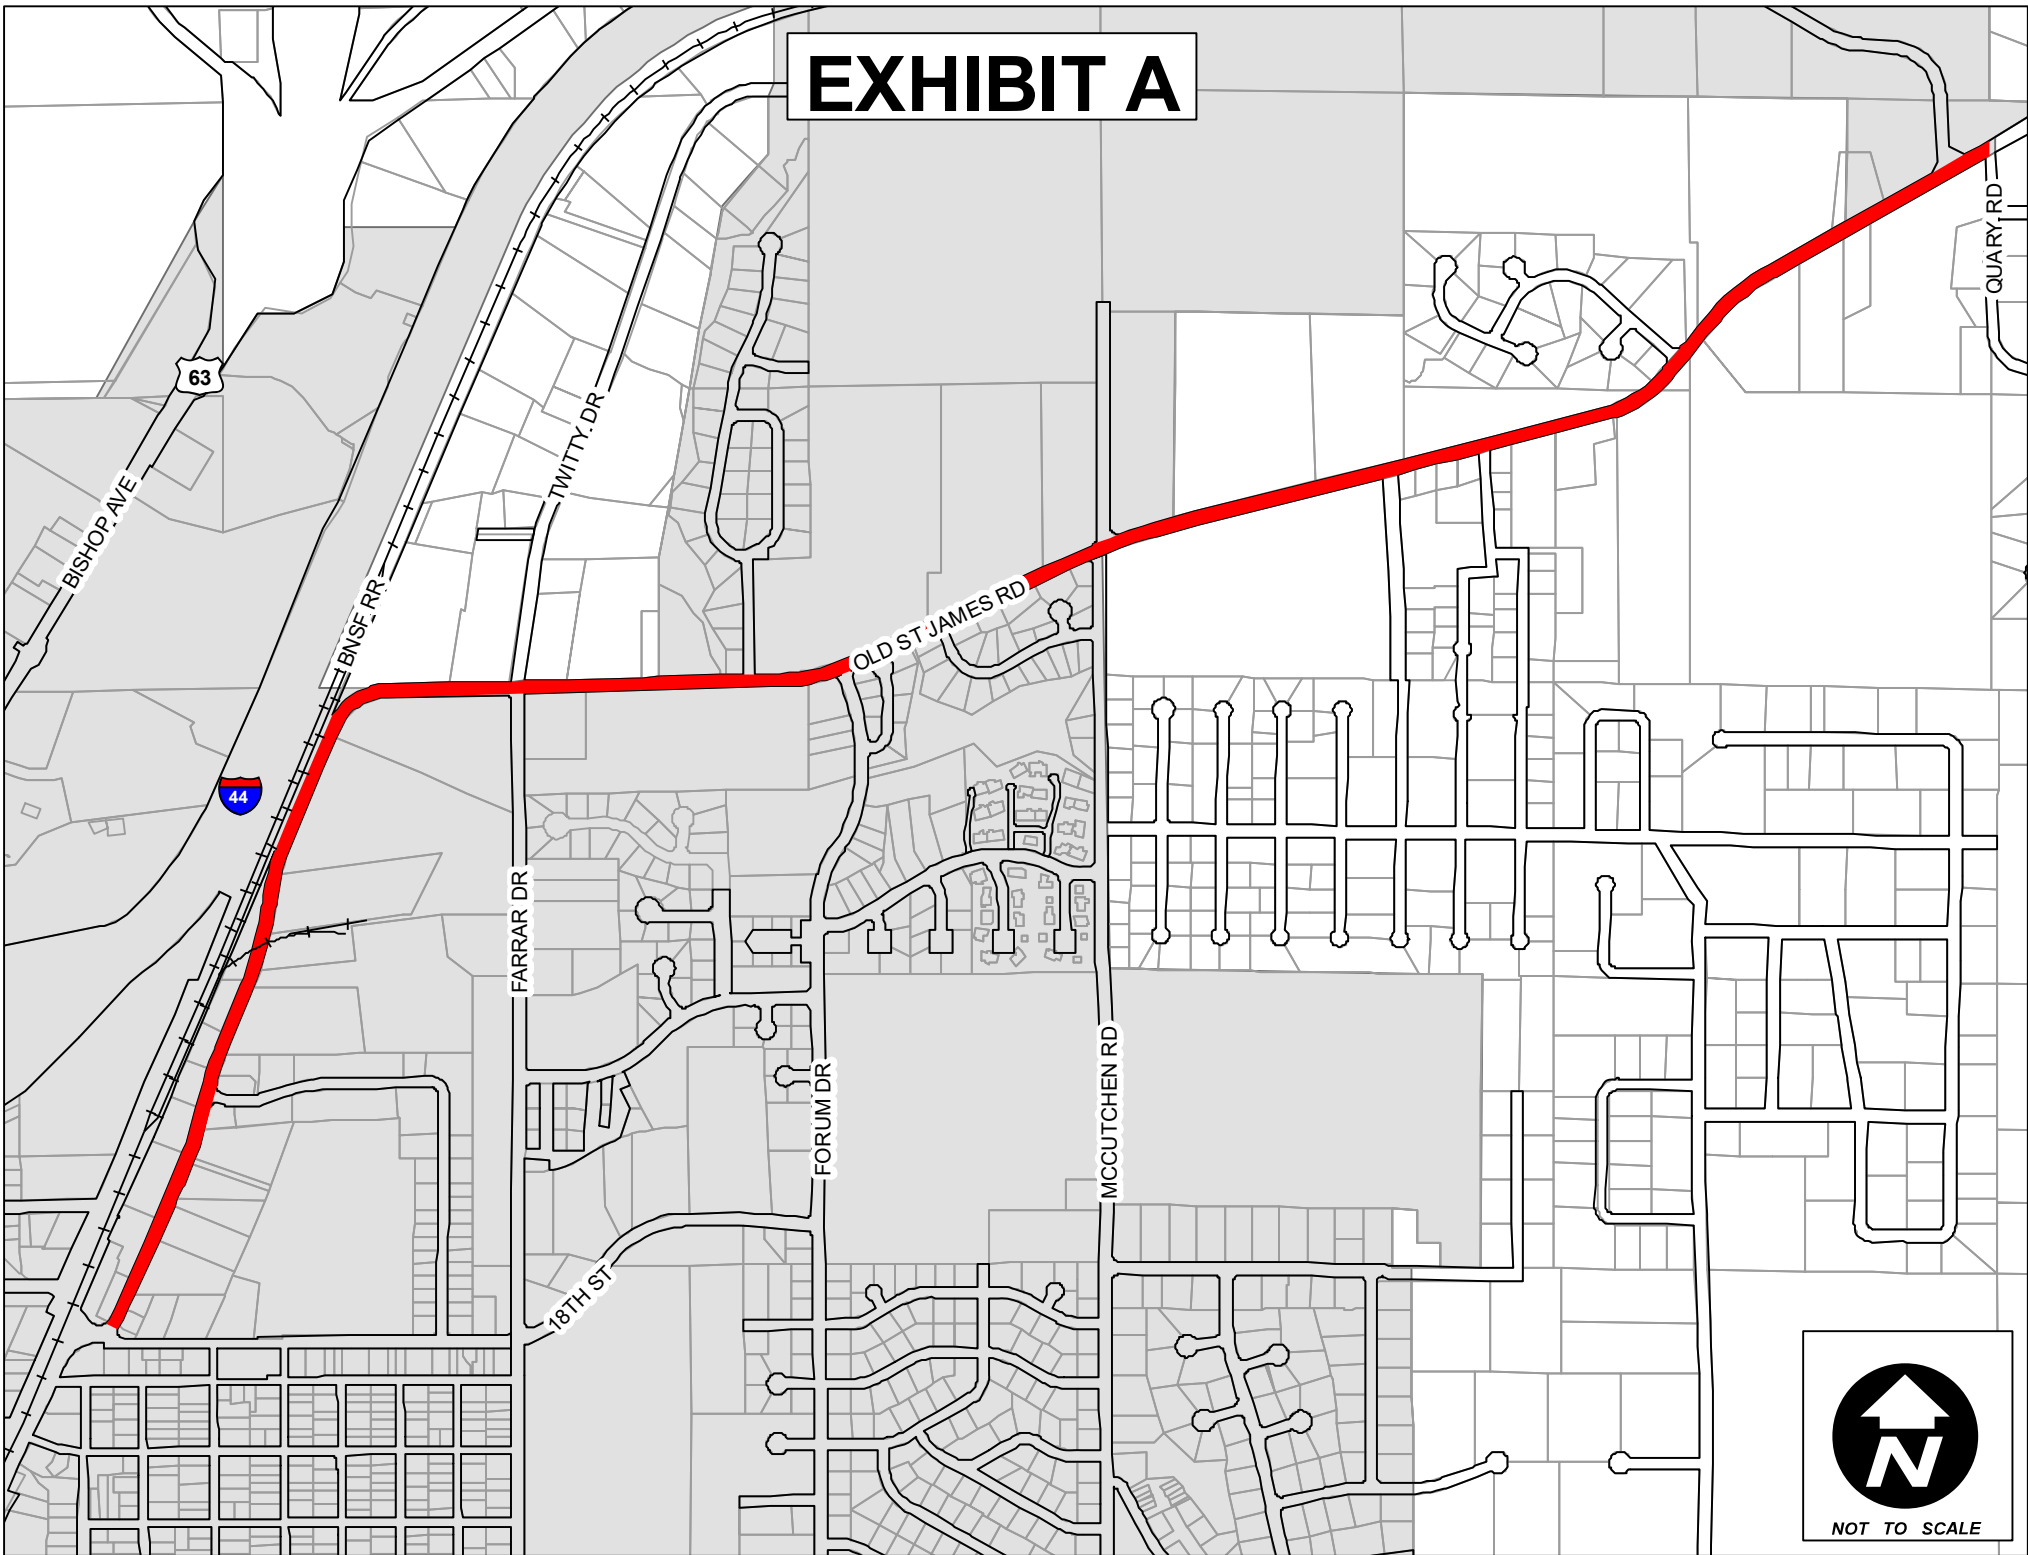 EXHIBIT A
QUARY RD
63
TWITTY DR
BISHOP AVE
BNSF RR
OLD ST JAMES RD
44
FARRAR DR
FORUM DR
MCCUTCHEN RD
18TH ST
N
NOT TO SCALE